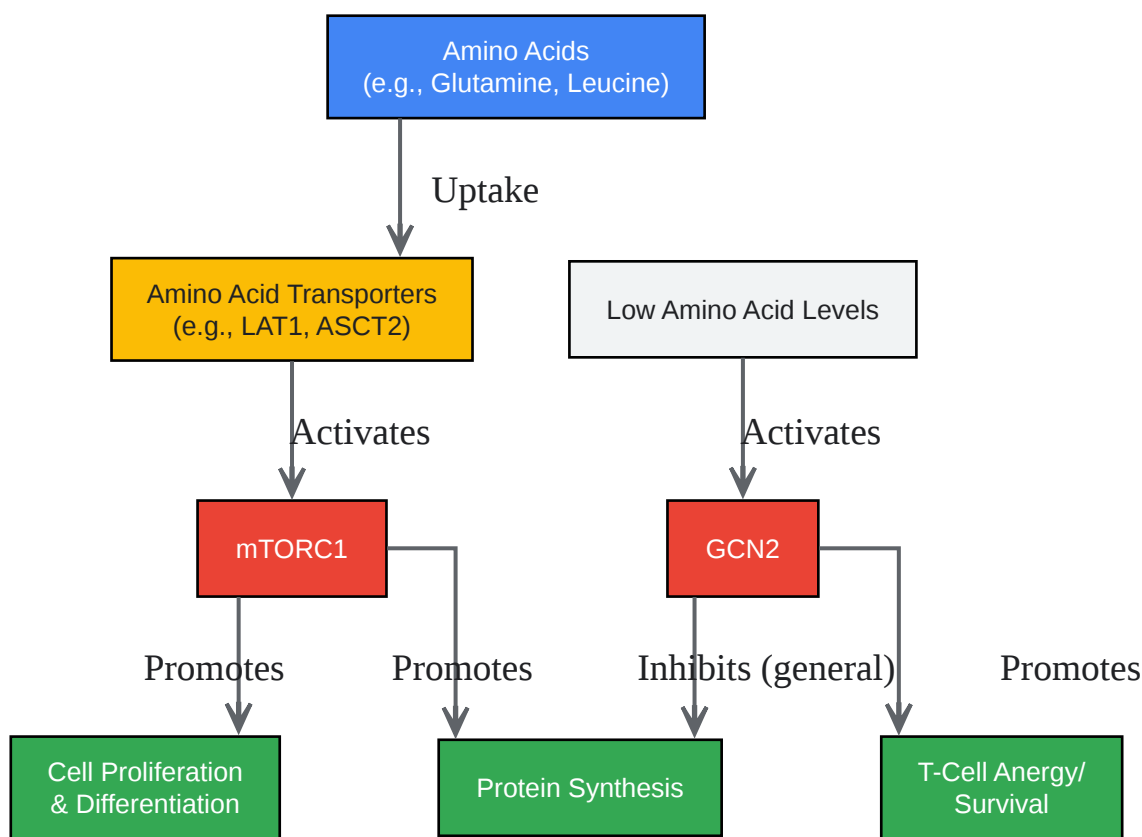 Amino Acids
(e.g., Glutamine, Leucine)
Uptake
Amino Acid Transporters
(e.g., LAT1, ASCT2)
Low Amino Acid Levels
Activates
Activates
mTORC1
GCN2
Promotes
Promotes
Inhibits (general)
Promotes
Cell Proliferation
& Differentiation
Protein Synthesis
T-Cell Anergy/
Survival